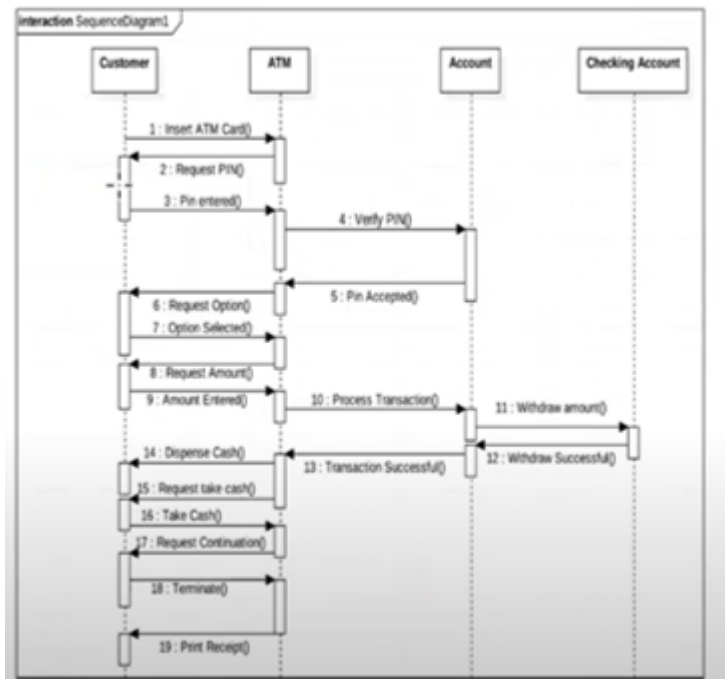 interaction SequenceDiagram1
Customer
ATM
Account
Checking Account
1 : Insert ATM Card()
2 : Request PIN()
3 : Pin entered()
4 : Verify PIN()
5 : Pin Accepted()
6 : Request Option()
7 : Option Selected()
8 : Request Amount()
9 : Amount Entered()
10 : Process Transaction()
11 : Withdraw amount()
12 : Withdraw Successful()
13 : Transaction Successful()
14 : Dispense Cash()
15 : Request take cash()
16 : Take Cash()
17 : Request Continuation()
18 : Terminate()
19 : Print Receipt()